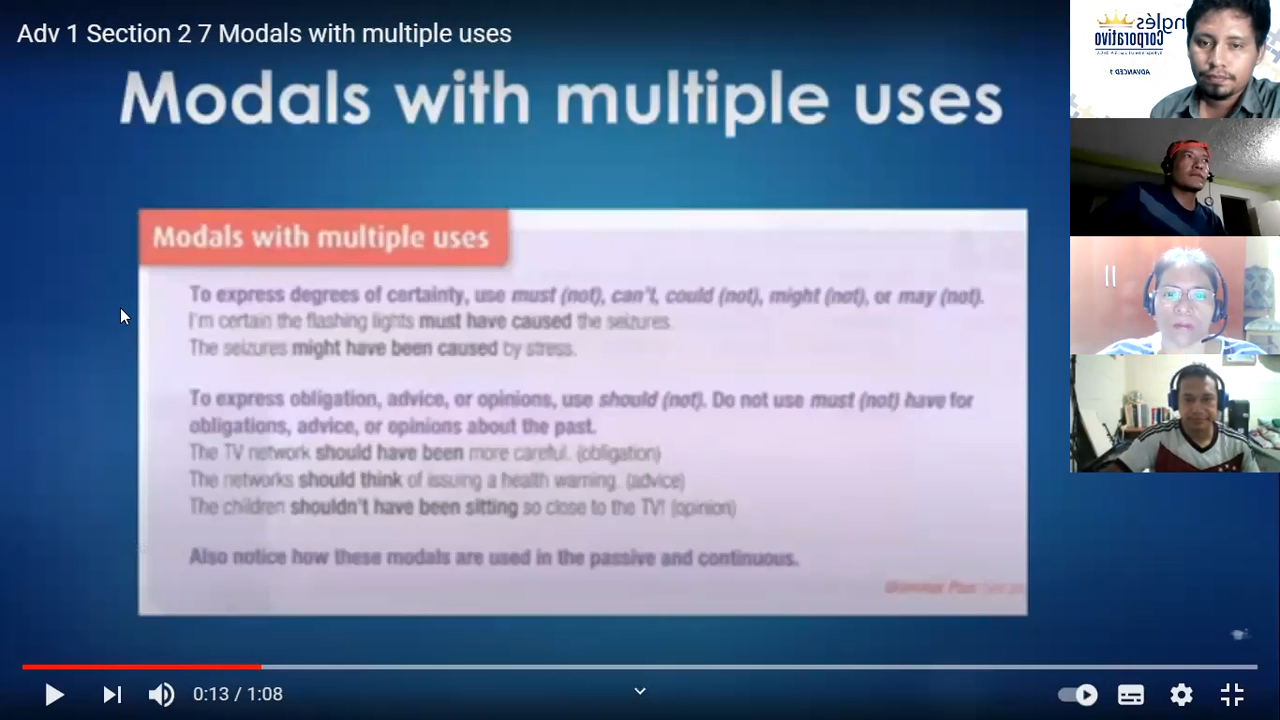 Adv 1 Section 2 7 Modals with multiple uses
Modals with multiple uses
Modals with multiple uses
To express degrees of certainty, use must (not), can't, could (not), might (not), or may (not).
I'm certain the flashing lights must have caused the seizures.
The seizures might have been caused by stress.
To express obligation, advice, or opinions, use should (not). Do not use must (not) have for
obligations, advice, or opinions about the past.
The TV network should have been more careful. (obligation)
The networks should think of issuing a health warning. (advice)
The children shouldn't have been sitting so close to the TV! (opinion)
Also notice how these modals are used in the passive and continuous.
Grammar Plus
0:13 / 1:08
Inglés
Corporativo
ADVANCED 1